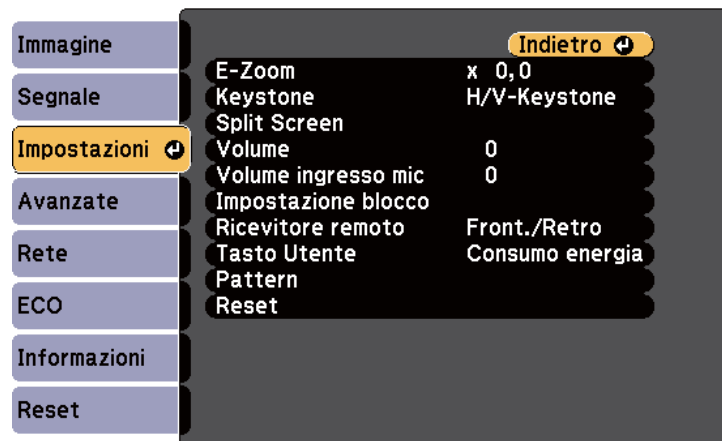 Immagine
Segnale
Impostazioni
Avanzate
Rete
ECO
Informazioni
Reset
Indietro
E-Zoom x 0,0
Keystone H/V-Keystone
Split Screen
Volume 0
Volume ingresso mic 0
Impostazione blocco
Ricevitore remoto Front./Retro
Tasto Utente Consumo energia
Pattern
Reset